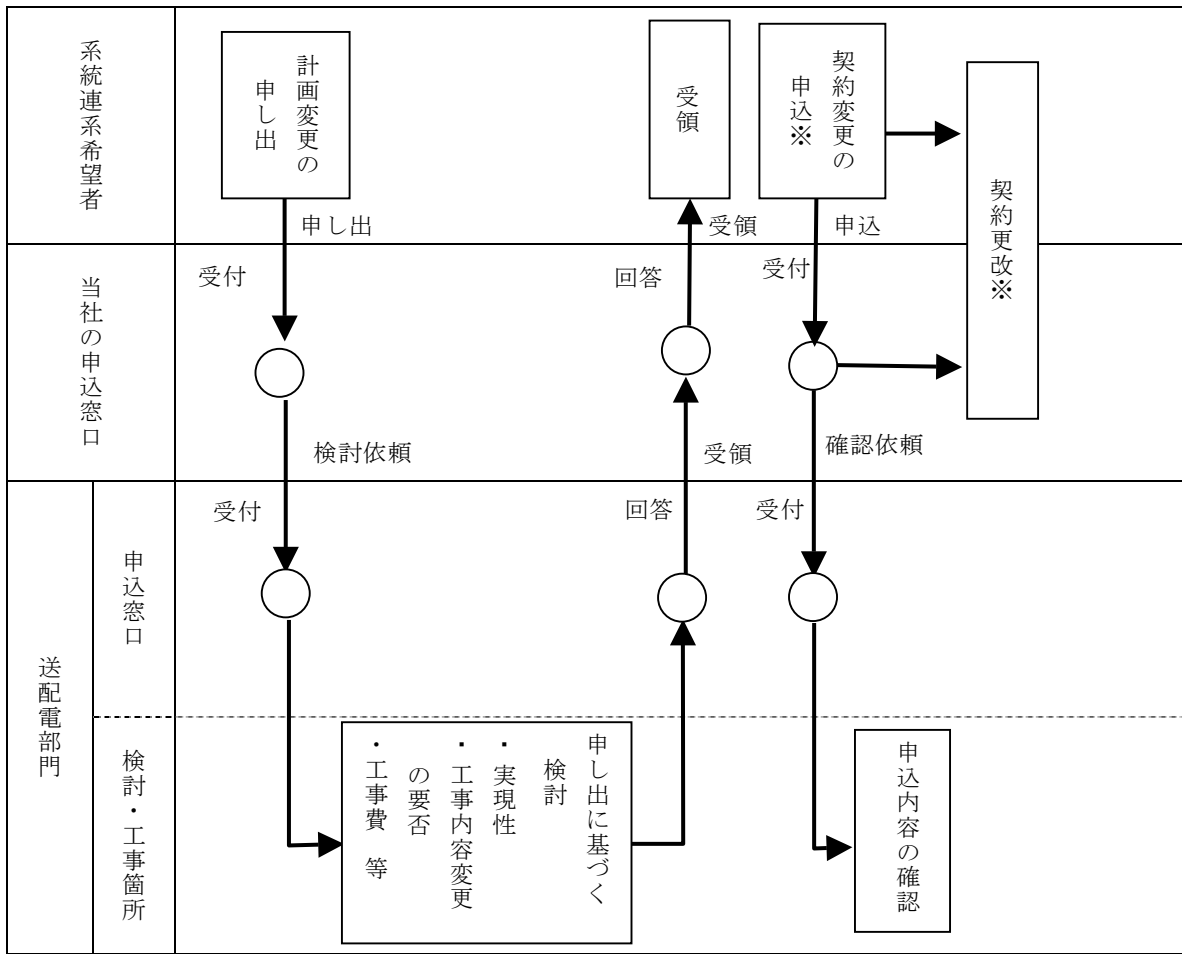 系統連系希望者
計画変更の
申し出
受領
契約変更の
申込※
契約更改※
申し出
受領
申込
当社の申込窓口
受付
回答
受付
検討依頼
受領
確認依頼
送配電部門
申込窓口
受付
回答
受付
検討・工事箇所
申し出に基づく
検討
・実現性
・工事内容変更
の要否
・工事費 等
申込内容の確認